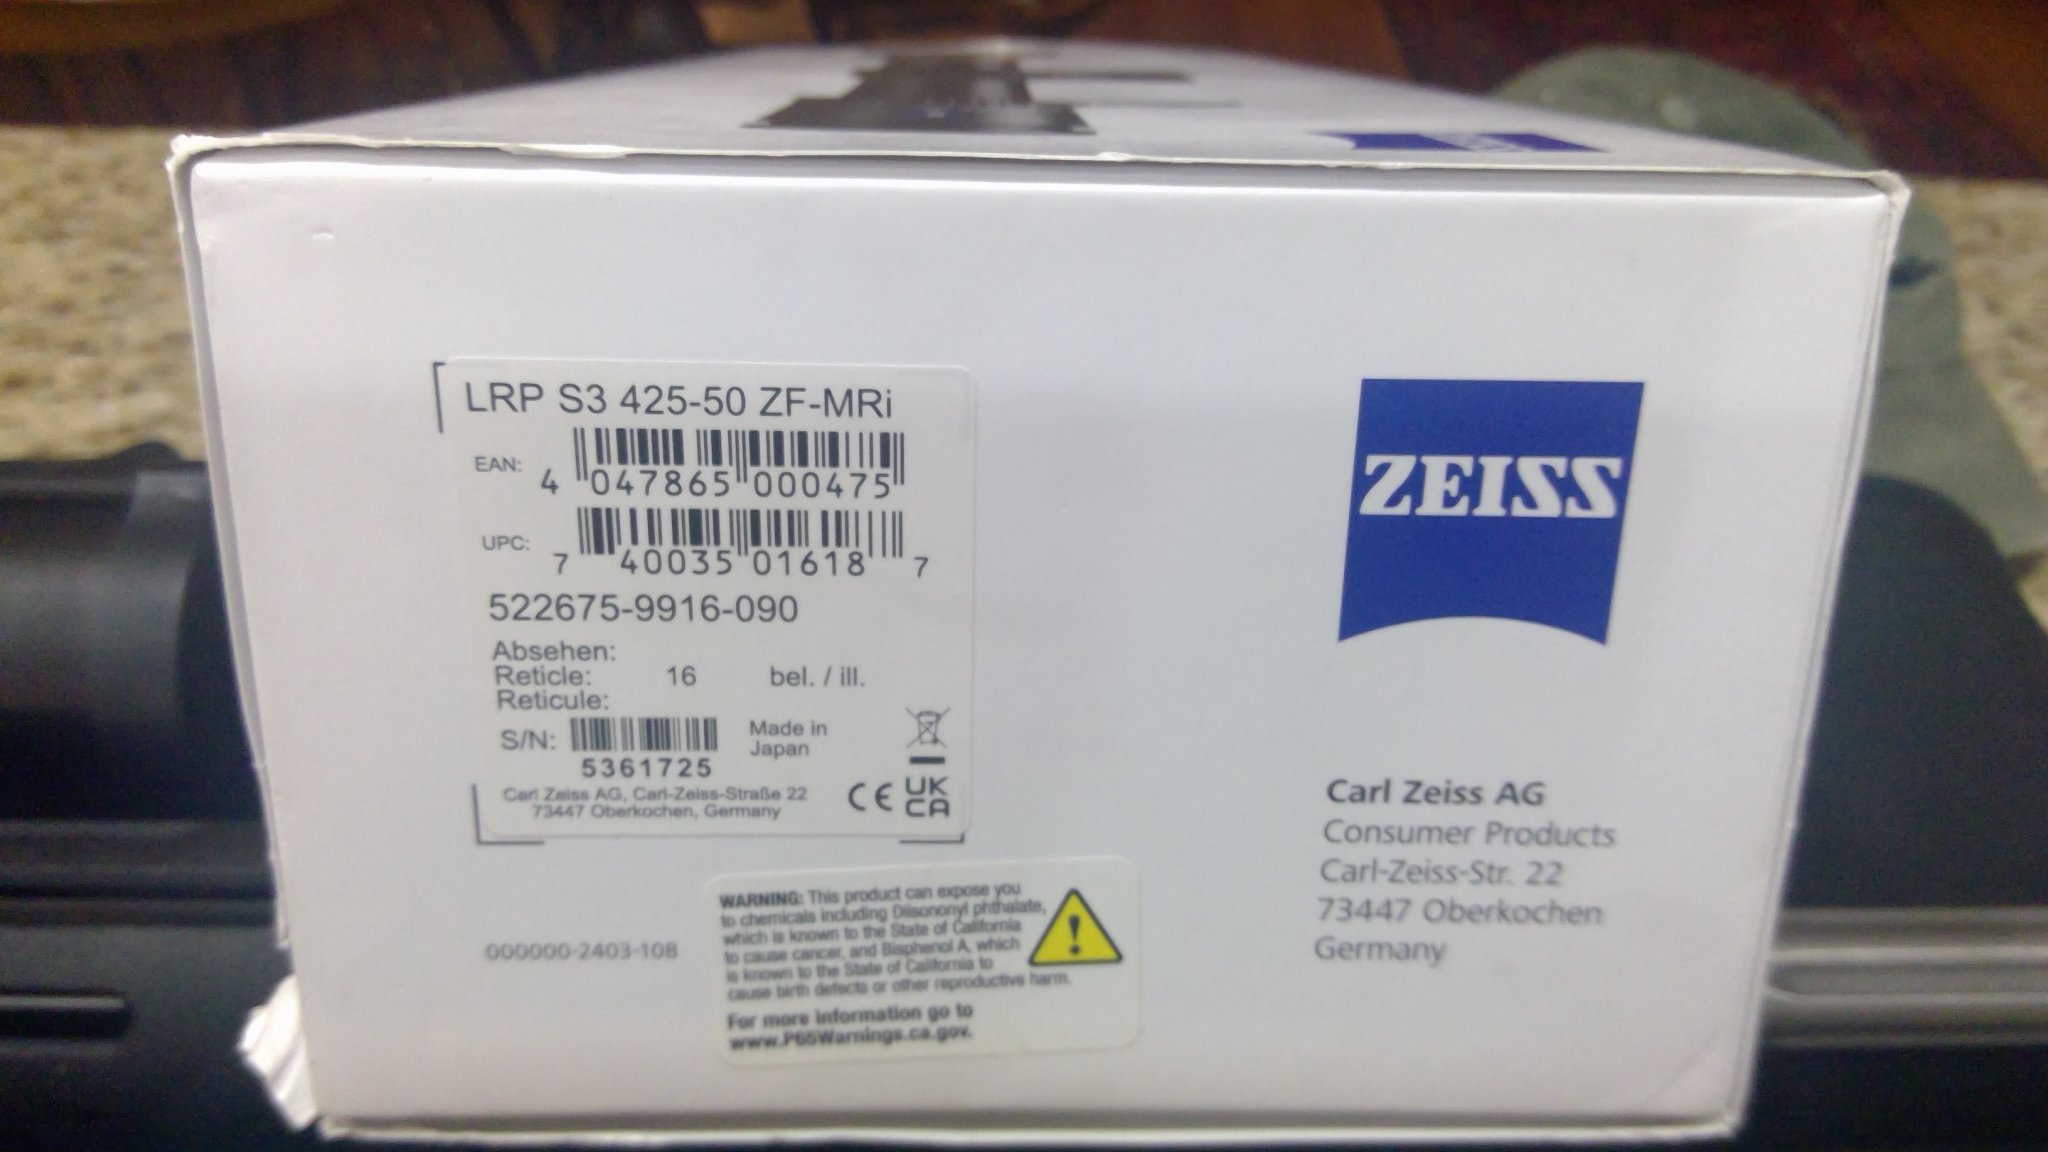 LRP S3 425-50 ZF-MRi
EAN:
4 047865 000475
UPC:
7 40035 01618 7
522675-9916-090
Absehen:
Reticle: 16 bel. / ill.
Reticule:
S/N:
5361725
Made in
Japan
Carl Zeiss AG, Carl-Zeiss-Straße 22
73447 Oberkochen, Germany
CE
UK
CA
000000-2403-108
WARNING: This product can expose you
to chemicals including Diisononyl phthalate,
which is known to the State of California
to cause cancer, and Bisphenol A, which
is known to the State of California to
cause birth defects or other reproductive harm.
For more information go to
www.P65Warnings.ca.gov.
ZEISS
Carl Zeiss AG
Consumer Products
Carl-Zeiss-Str. 22
73447 Oberkochen
Germany